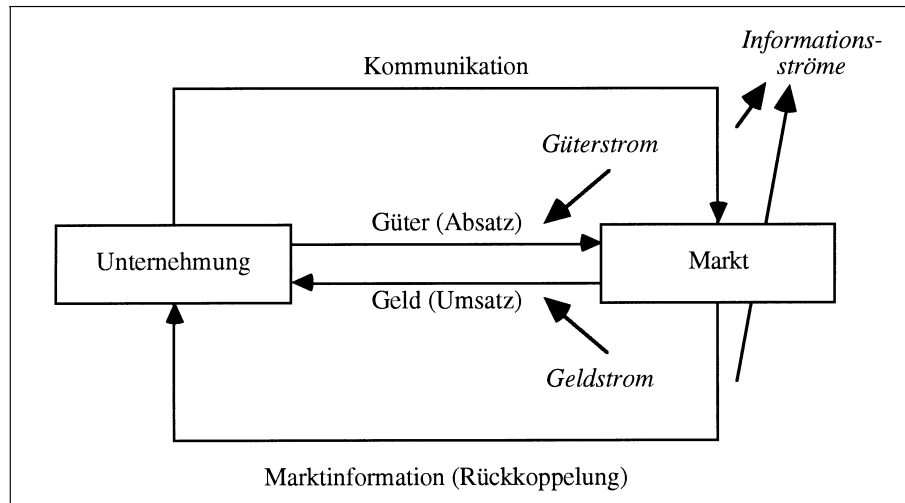 Informations-
ströme
Kommunikation
Güterstrom
Güter (Absatz)
Unternehmung
Markt
Geld (Umsatz)
Geldstrom
Marktinformation (Rückkoppelung)